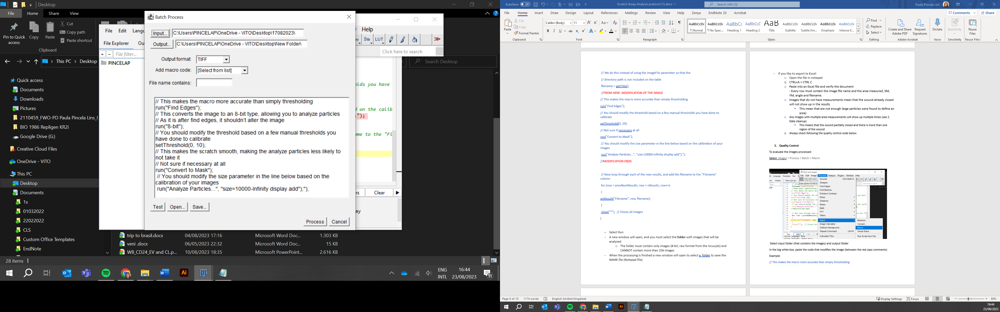 Desktop
File
Home
Share
View
Pin to Quick access
Copy
Paste
Cut
Copy path
Paste shortcut
Clipboard
This PC > Desktop
Search Desktop
Quick access
Documents
Downloads
Pictures
2110459_FWO-PD Paula Pincela Lins_I
BIO 1986 Repligen KR2i
Google Drive (G:)
Creative Cloud Files
OneDrive - VITO
This PC
Desktop
Documents
1x
01032022
22022022
CLS
Custom Office Templates
EndNote
28 items
File Edit Langu
File Explorer Ou
+ - File filter...
PINCELAP
Help
Stk LUT
Click here to search
olds you have
d on the calib
;");
me to the "Fi
rs Clear
ay
Batch Process
Input... C:\Users\PINCELAP\OneDrive - VITO\Desktop\17082023\
Output... C:\Users\PINCELAP\OneDrive - VITO\Desktop\New Folder\
Output format: TIFF
Add macro code: [Select from list]
File name contains:
// This makes the macro more accurate than simply thresholding
run("Find Edges");
// This converts the image to an 8-bit type, allowing you to analyze particles
// As it is after find edges, it shouldn't alter the image
run("8-bit");
// You should modify the threshold based on a few manual thresholds you
have done to calibrate
setThreshold(0, 10);
// This makes the scratch smooth, making the analyze particles less likely to
not take it
// Not sure if necessary at all
run("Convert to Mask");
// You should modify the size parameter in the line below based on the
calibration of your images
run("Analyze Particles...", "size=10000-Infinity display add");");
Test Open... Save...
Process Cancel
trip to brasil.docx 04/08/2023 17:16 Microsoft Word Doc... 1.303 KB
veni .docx 06/05/2023 22:32 Microsoft Word Doc... 15 KB
WB_CD24_EV and CL.p... 10/08/2023 18:35 Microsoft PowerPoint... 2.616 KB
ENG
INTL
16:44
23/08/2023
11
AutoSave Off
Scratch Assay Analysis protocol (1).docx
Search (Alt+Q)
Paula Pincela Lins
File Home Insert Draw Design Layout References Mailings Review View Help Zenya EndNote 20 Acrobat
Comments Share
Paste
Cut
Copy
Format Painter
Clipboard
Calibri (Body) 11
Font
Paragraph
AaBbCcDc AaBbCcDc AaBbCc AaBbCcD AaB AaBbCcDc AaBbCcDc AaBbCcDc AaBbCcDc
¶ Normal ¶ No Spac... Heading 1 Heading 2 Title Subtitle Subtle Em... Emphasis Intense E...
Styles
Find
Replace
Select
Editing
Create and Share Adobe PDF
Request Signatures
Adobe Acrobat
Dictate
Voice
Sensitivity
Sensitivity
Reuse Files
Reuse Files
// We do this instead of using the imageFile parameter so that the
// directory path is not included on the table
filename = getTitle();
//FROM HERE: MODIFICATION OF THE IMAGE
// This makes the macro more accurate than simply thresholding
run("Find Edges");
// You should modify the threshold based on a few manual thresholds you have done to
calibrate
setThreshold(0, 10);
// Not sure if necessary at all
run("Convert to Mask");
// You should modify the size parameter in the line below based on the calibration of your
images
run("Analyze Particles...", "size=10000-Infinity display add");");
//MODIFICATION ENDS
// Now loop through each of the new results, and add the filename to the "Filename"
column
for (row = prevNumResults; row < nResults; row++)
{
setResult("Filename", row, filename);
}
close("*"); // Closes all images
}
- Select Run
- A new window will open, and you must select the folder with images that will be
analyzed
o The folder must contain only images (8-bit, raw format from the Incucyte) and
CANNOT contain more than 256 images
- When the processing is finished a new window will open to select a folder to save the
NAME.file (Notepad file).
- If you like to export to Excel:
o Open the file in notepad
o CTRL+A > CTRL C
o Paste into an Excel file and verify the document
- Every row must contain the image file name and the area measured, XM,
YM, angle and filename.
o Images that do not have measurements mean that the wound already closed
will not show up in the results
▪ This mean that are not enough large particles were found to define an
area)
o Any Images with multiple area measurements will show up multiple times (see 2.
Data cleanup)
▪ This means that the wound partially closed and there is more than one
region of the wound
o Always check following the quality control code below
3. Quality Control
To evaluate the images processed:
Select ImageJ > Process > Batch > Macro
File Edit Image Process Analyze Plugins Window Help
Smooth Ctrl+Shift+S
Sharpen
Find Edges
Find Maxima...
Enhance Contrast...
Noise
Shadows
Binary
Math
FFT
Filters
Batch
Image Calculator...
Subtract Background...
Repeat Command Ctrl+R
Calculator Plus
Measure...
Convert...
Macro...
Virtual Stack...
Run Script from File
Select input folder (that contains the images) and output folder
In the big white box, paste the code that modifies the image (between the red caps comments)
Example:
// This makes the macro more accurate than simply thresholding
Page 6 of 10 1174 words English (United Kingdom)
Display Settings Focus 80%
16:44
23/08/2023